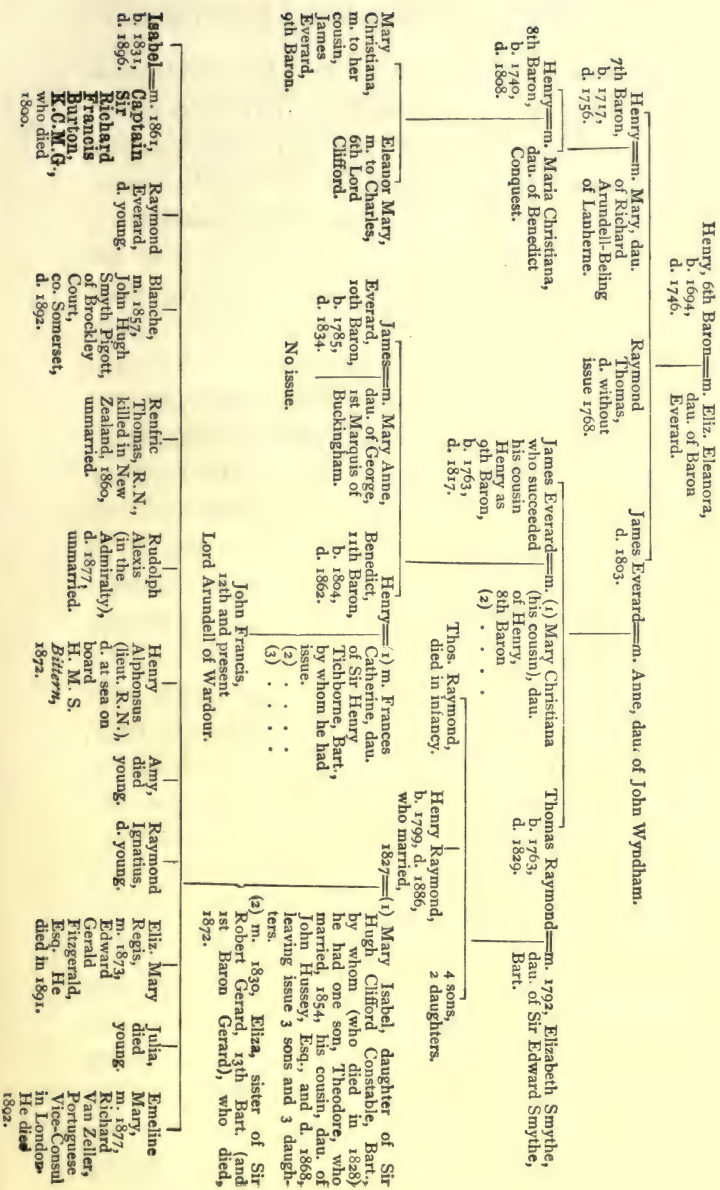 Henry, 6th Baron══m. Eliz. Eleanora,
b. 1694,
d. 1746.
dau. of Baron
Everard.
Henry══m. Mary, dau.
7th Baron,
b. 1717,
d. 1756.
of Richard
Arundell-Beling
of Lanherne.
Raymond
Thomas,
d. without
issue 1768.
James Everard══m. Anne, dau. of John Wyndham.
d. 1803.
Henry══m. Maria Christiana,
8th Baron,
b. 1740,
d. 1808.
dau. of Benedict
Conquest.
James Everard══m. (1) Mary Christiana
who succeeded
his cousin
Henry as
9th Baron,
b. 1763,
d. 1817.
(his cousin), dau.
of Henry,
8th Baron
(2) . . . .
Thomas Raymond══m. 1792, Elizabeth Smythe,
b. 1763,
d. 1829.
dau. of Sir Edward Smythe,
Bart.
Mary
Christiana,
m. to her
cousin,
James
Everard,
9th Baron.
Eleanor Mary,
m. to Charles,
6th Lord
Clifford.
James══m. Mary Anne,
Everard,
10th Baron,
b. 1785,
d. 1834.
dau. of George,
1st Marquis of
Buckingham.
No issue.
Henry══(1) m. Frances
Benedict,
11th Baron,
b. 1804,
d. 1862.
Catherine, dau.
of Sir Henry
Tichborne, Bart.,
by whom he had
issue.
(2) . . . .
(3) . . . .
John Francis,
12th and present
Lord Arundell of Wardour.
Thos. Raymond,
died in infancy.
Henry Raymond,
b. 1799, d. 1886,
who married,
4 sons,
2 daughters.
1827══(1) Mary Isabel, daughter of Sir
Hugh Clifford Constable, Bart.,
by whom (who died in 1828)
he had one son, Theodore, who
married, 1854, his cousin, dau. of
John Hussey, Esq., and d. 1868,
leaving issue 3 sons and 3 daugh-
ters.
(2) m. 1830, Eliza, sister of Sir
Robert Gerard, 13th Bart. (and
1st Baron Gerard), who died,
1872.
Isabel══m. 1861,
b. 1831,
d. 1896.
Captain
Sir
Richard
Francis
Burton,
K.C.M.G.,
who died
1890.
Raymond
Everard,
d. young.
Blanche,
m. 1857,
John Hugh
Smyth Pigott,
of Brockley
Court,
co. Somerset,
d. 1892.
Renfric
Thomas, R.N.,
killed in New
Zealand, 1860,
unmarried.
Rudolph
Alexis
(in the
Admiralty),
d. 1877,
unmarried.
Henry
Alphonsus
(lieut. R.N.),
d. at sea on
board
H. M. S.
Bittern,
1872.
Amy,
died
young.
Raymond
Ignatius,
d. young.
Eliz. Mary
Regis,
m. 1873,
Edward
Gerald
Fitzgerald,
Esq. He
died in 1891.
Julia,
died
young.
Emeline
Mary,
m. 1877,
Richard
Van Zeller,
Portuguese
Vice-Consul
in London.
He died
1892.